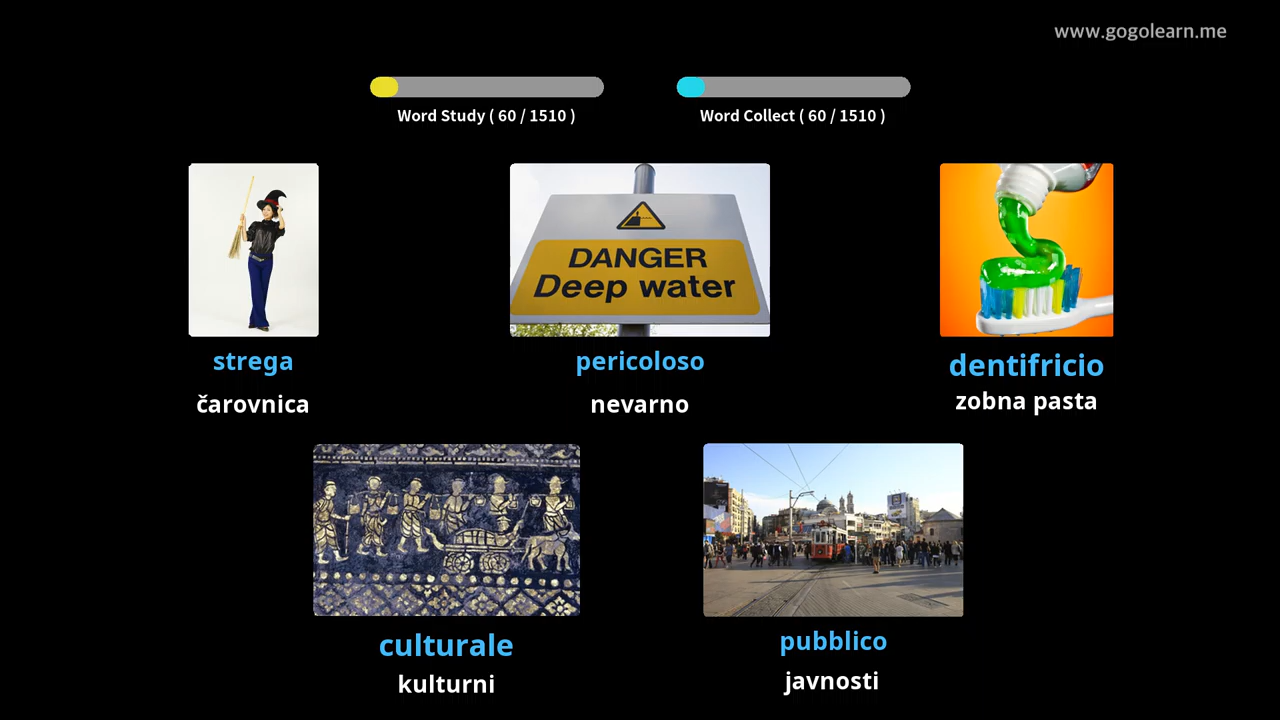 www.gogolearn.me
Word Study ( 60 / 1510 )
Word Collect ( 60 / 1510 )
DANGER
Deep water
strega
čarovnica
pericoloso
nevarno
dentifricio
zobna pasta
culturale
kulturni
pubblico
javnosti